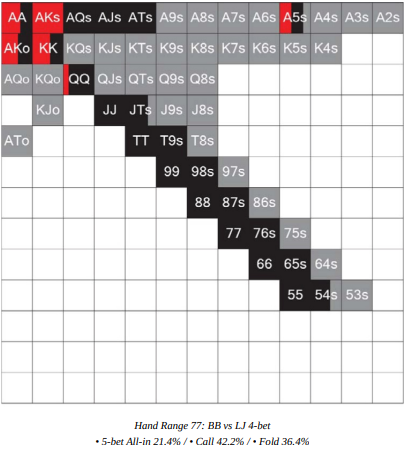 AA AKs AQs AJs ATs A9s A8s A7s A6s A5s A4s A3s A2s
AKo KK KQs KJs KTs K9s K8s K7s K6s K5s K4s
AQo KQo QQ QJs QTs Q9s Q8s
KJo JJ JTs J9s J8s
ATo TT T9s T8s
99 98s 97s
88 87s 86s
77 76s 75s
66 65s 64s
55 54s 53s
Hand Range 77: BB vs LJ 4-bet
• 5-bet All-in 21.4% / • Call 42.2% / • Fold 36.4%